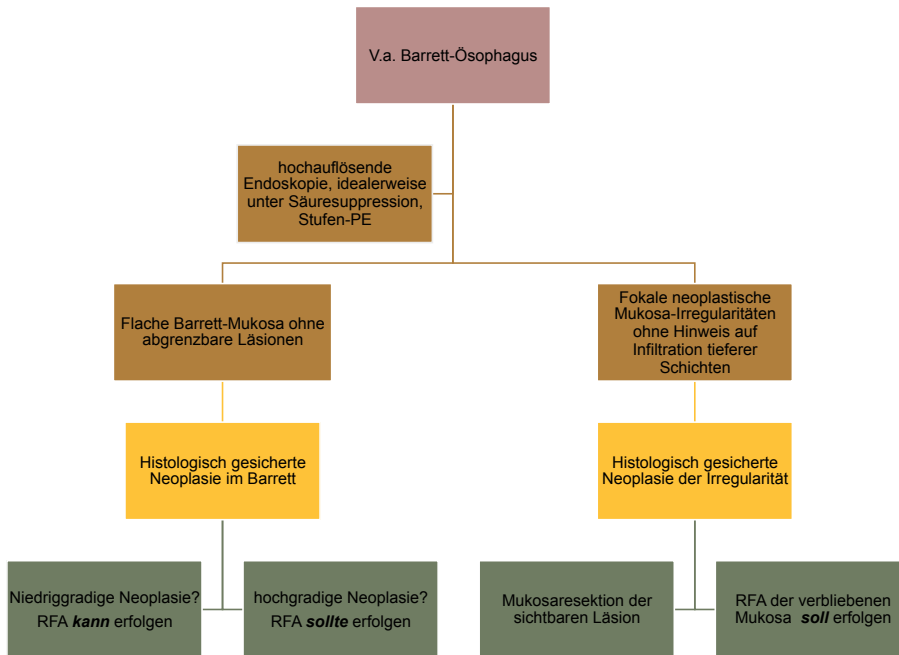 V.a. Barrett-Ösophagus
hochauflösende
Endoskopie, idealerweise
unter Säuresuppression,
Stufen-PE
Flache Barrett-Mukosa ohne
abgrenzbare Läsionen
Fokale neoplastische
Mukosa-Irregularitäten
ohne Hinweis auf
Infiltration tieferer
Schichten
Histologisch gesicherte
Neoplasie im Barrett
Histologisch gesicherte
Neoplasie der Irregularität
Niedriggradige Neoplasie?
RFA kann erfolgen
hochgradige Neoplasie?
RFA sollte erfolgen
Mukosaresektion der
sichtbaren Läsion
RFA der verbliebenen
Mukosa soll erfolgen